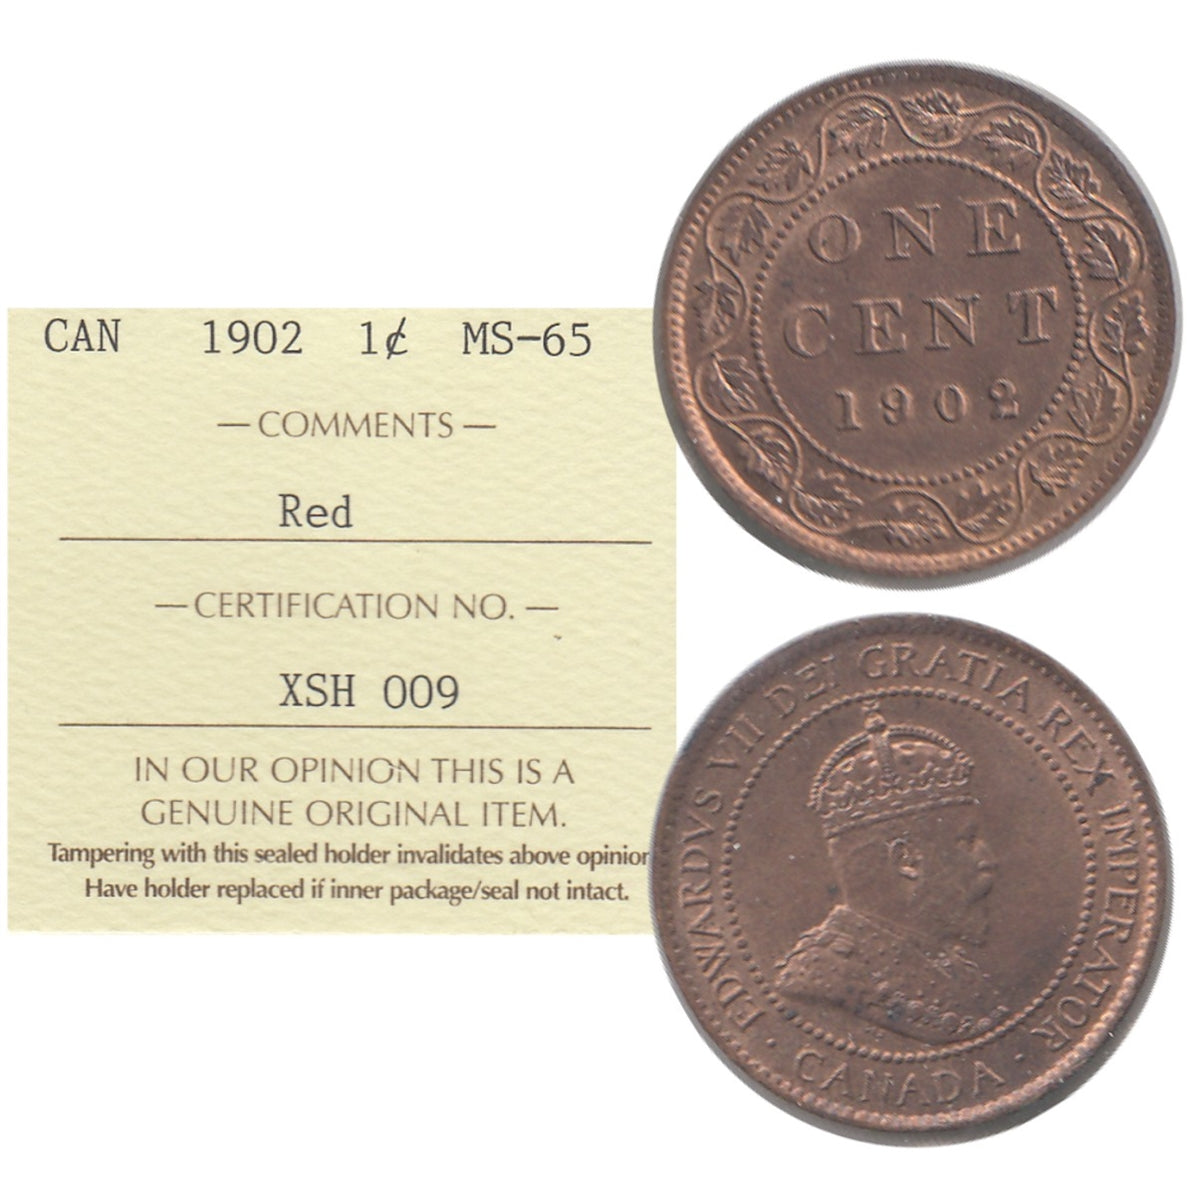 CAN 1902 1¢ MS-65
— COMMENTS —
Red
— CERTIFICATION NO. —
XSH 009
IN OUR OPINION THIS IS A
GENUINE ORIGINAL ITEM.
Tampering with this sealed holder invalidates above opinion
Have holder replaced if inner package/seal not intact.
ONE
CENT
1902
EDWARDVS VII DEI GRATIA REX IMPERATOR
· CANADA ·